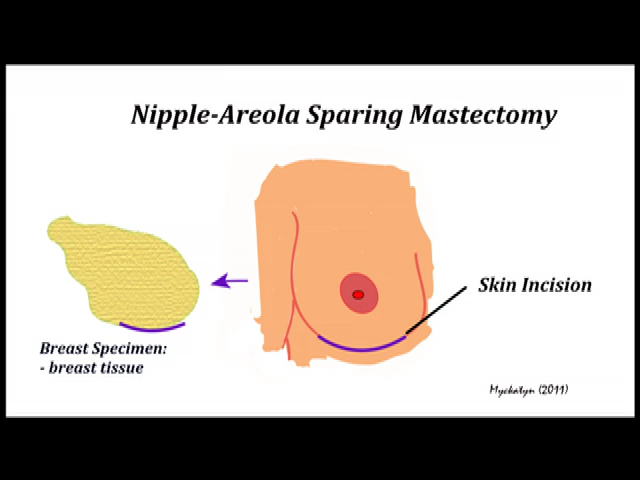 Nipple-Areola Sparing Mastectomy
Skin Incision
Breast Specimen:
- breast tissue
Myckatyn (2011)